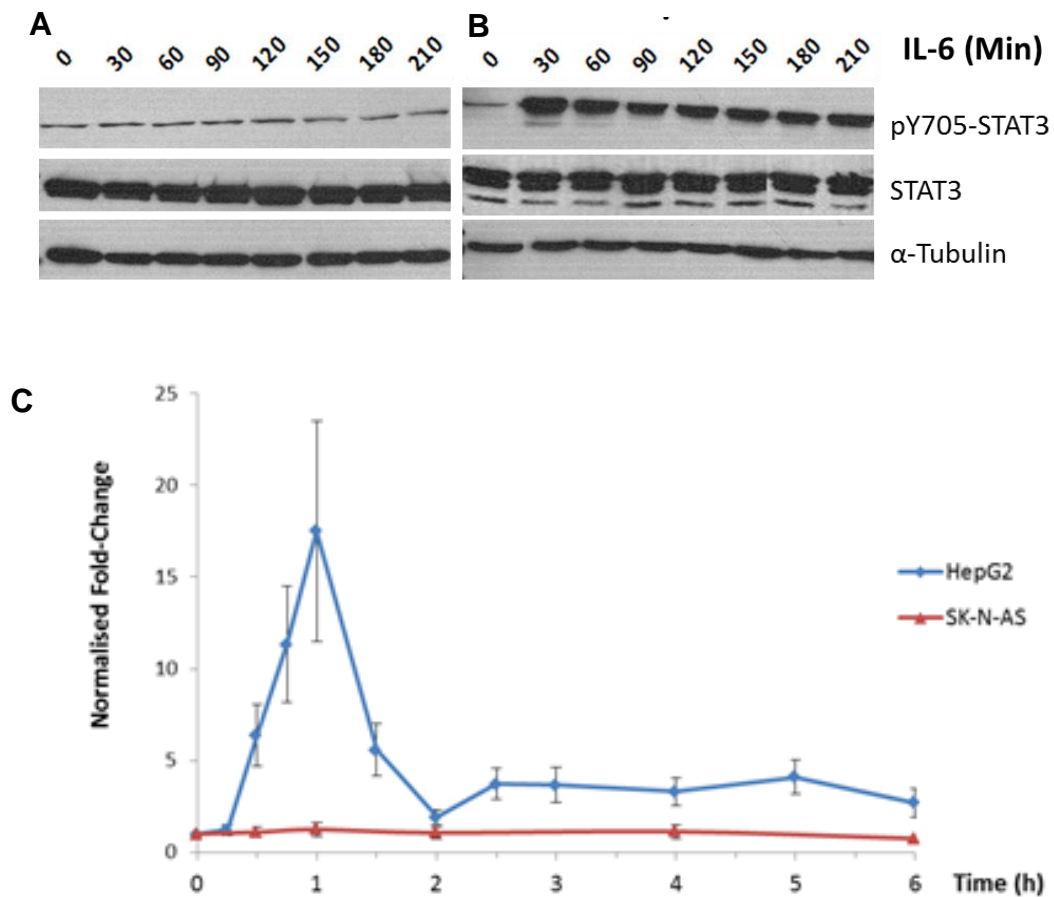 A
0 30 60 90 120 150 180 210
B
0 30 60 90 120 150 180 210
IL-6 (Min)
pY705-STAT3
STAT3
α-Tubulin
C
Normalised Fold-Change
25
20
15
10
5
0
0 1 2 3 4 5 6 Time (h)
HepG2
SK-N-AS